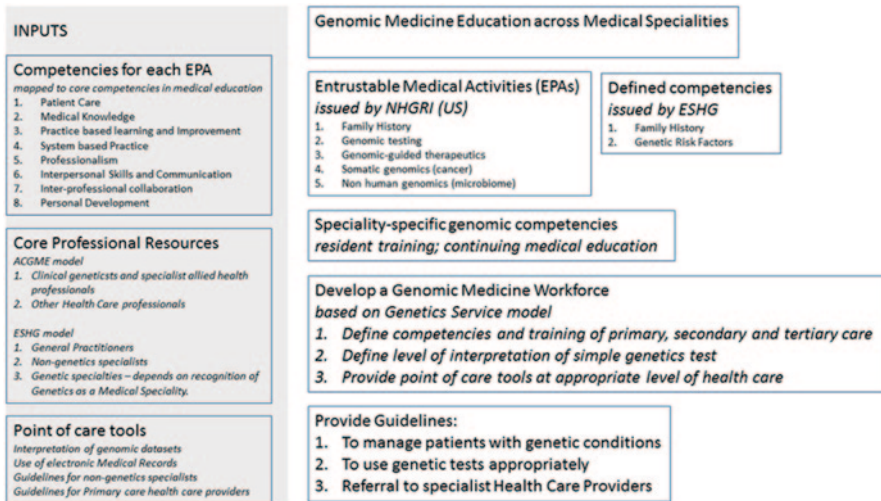 INPUTS
Competencies for each EPA
mapped to core competencies in medical education
1. Patient Care
2. Medical Knowledge
3. Practice based learning and Improvement
4. System based Practice
5. Professionalism
6. Interpersonal Skills and Communication
7. Inter-professional collaboration
8. Personal Development
Core Professional Resources
ACGME model
1. Clinical geneticsts and specialist allied health
professionals
2. Other Health Care professionals
ESHG model
1. General Practitioners
2. Non-genetics specialists
3. Genetic specialties – depends on recognition of
Genetics as a Medical Speciality.
Point of care tools
Interpretation of genomic datasets
Use of electronic Medical Records
Guidelines for non-genetics specialists
Guidelines for Primary care health care providers
Genomic Medicine Education across Medical Specialities
Entrustable Medical Activities (EPAs)
issued by NHGRI (US)
1. Family History
2. Genomic testing
3. Genomic-guided therapeutics
4. Somatic genomics (cancer)
5. Non human genomics (microbiome)
Defined competencies
issued by ESHG
1. Family History
2. Genetic Risk Factors
Speciality-specific genomic competencies
resident training; continuing medical education
Develop a Genomic Medicine Workforce
based on Genetics Service model
1. Define competencies and training of primary, secondary and tertiary care
2. Define level of interpretation of simple genetics test
3. Provide point of care tools at appropriate level of health care
Provide Guidelines:
1. To manage patients with genetic conditions
2. To use genetic tests appropriately
3. Referral to specialist Health Care Providers